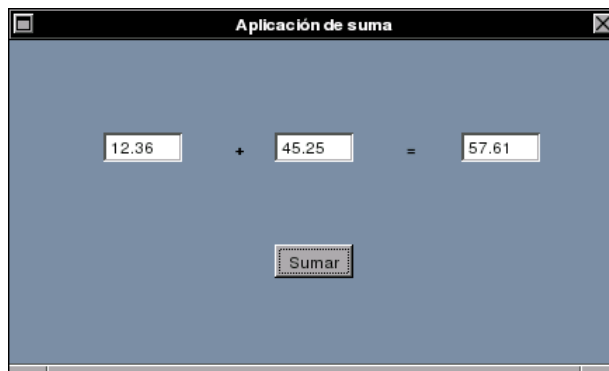 Aplicación de suma
12.36 + 45.25 = 57.61
Sumar